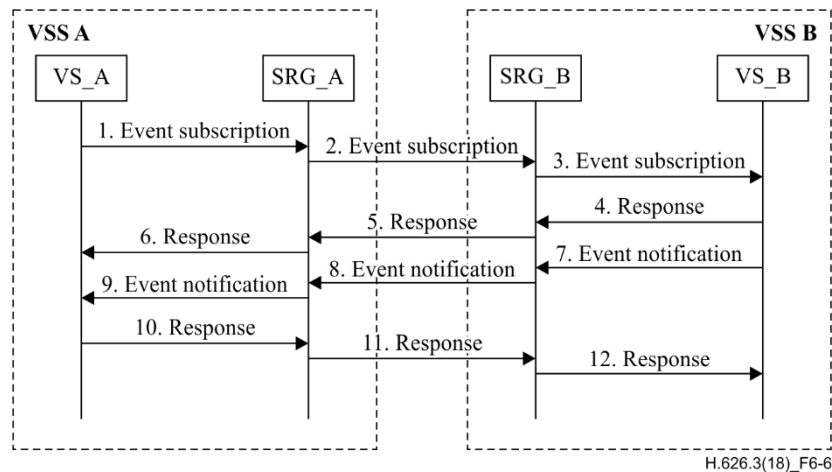 VSS A
VSS B
VS_A
SRG_A
SRG_B
VS_B
1. Event subscription
2. Event subscription
3. Event subscription
4. Response
5. Response
6. Response
7. Event notification
8. Event notification
9. Event notification
10. Response
11. Response
12. Response
H.626.3(18)_F6-6